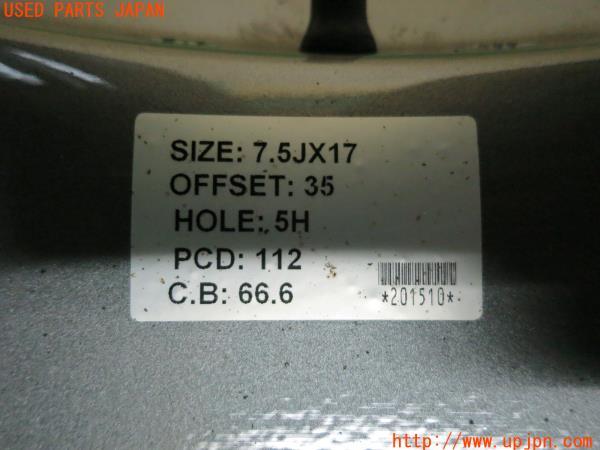 USED PARTS JAPAN
SIZE: 7.5JX17
OFFSET: 35
HOLE: 5H
PCD: 112
C.B: 66.6
*201510*
http://www.upjpn.com